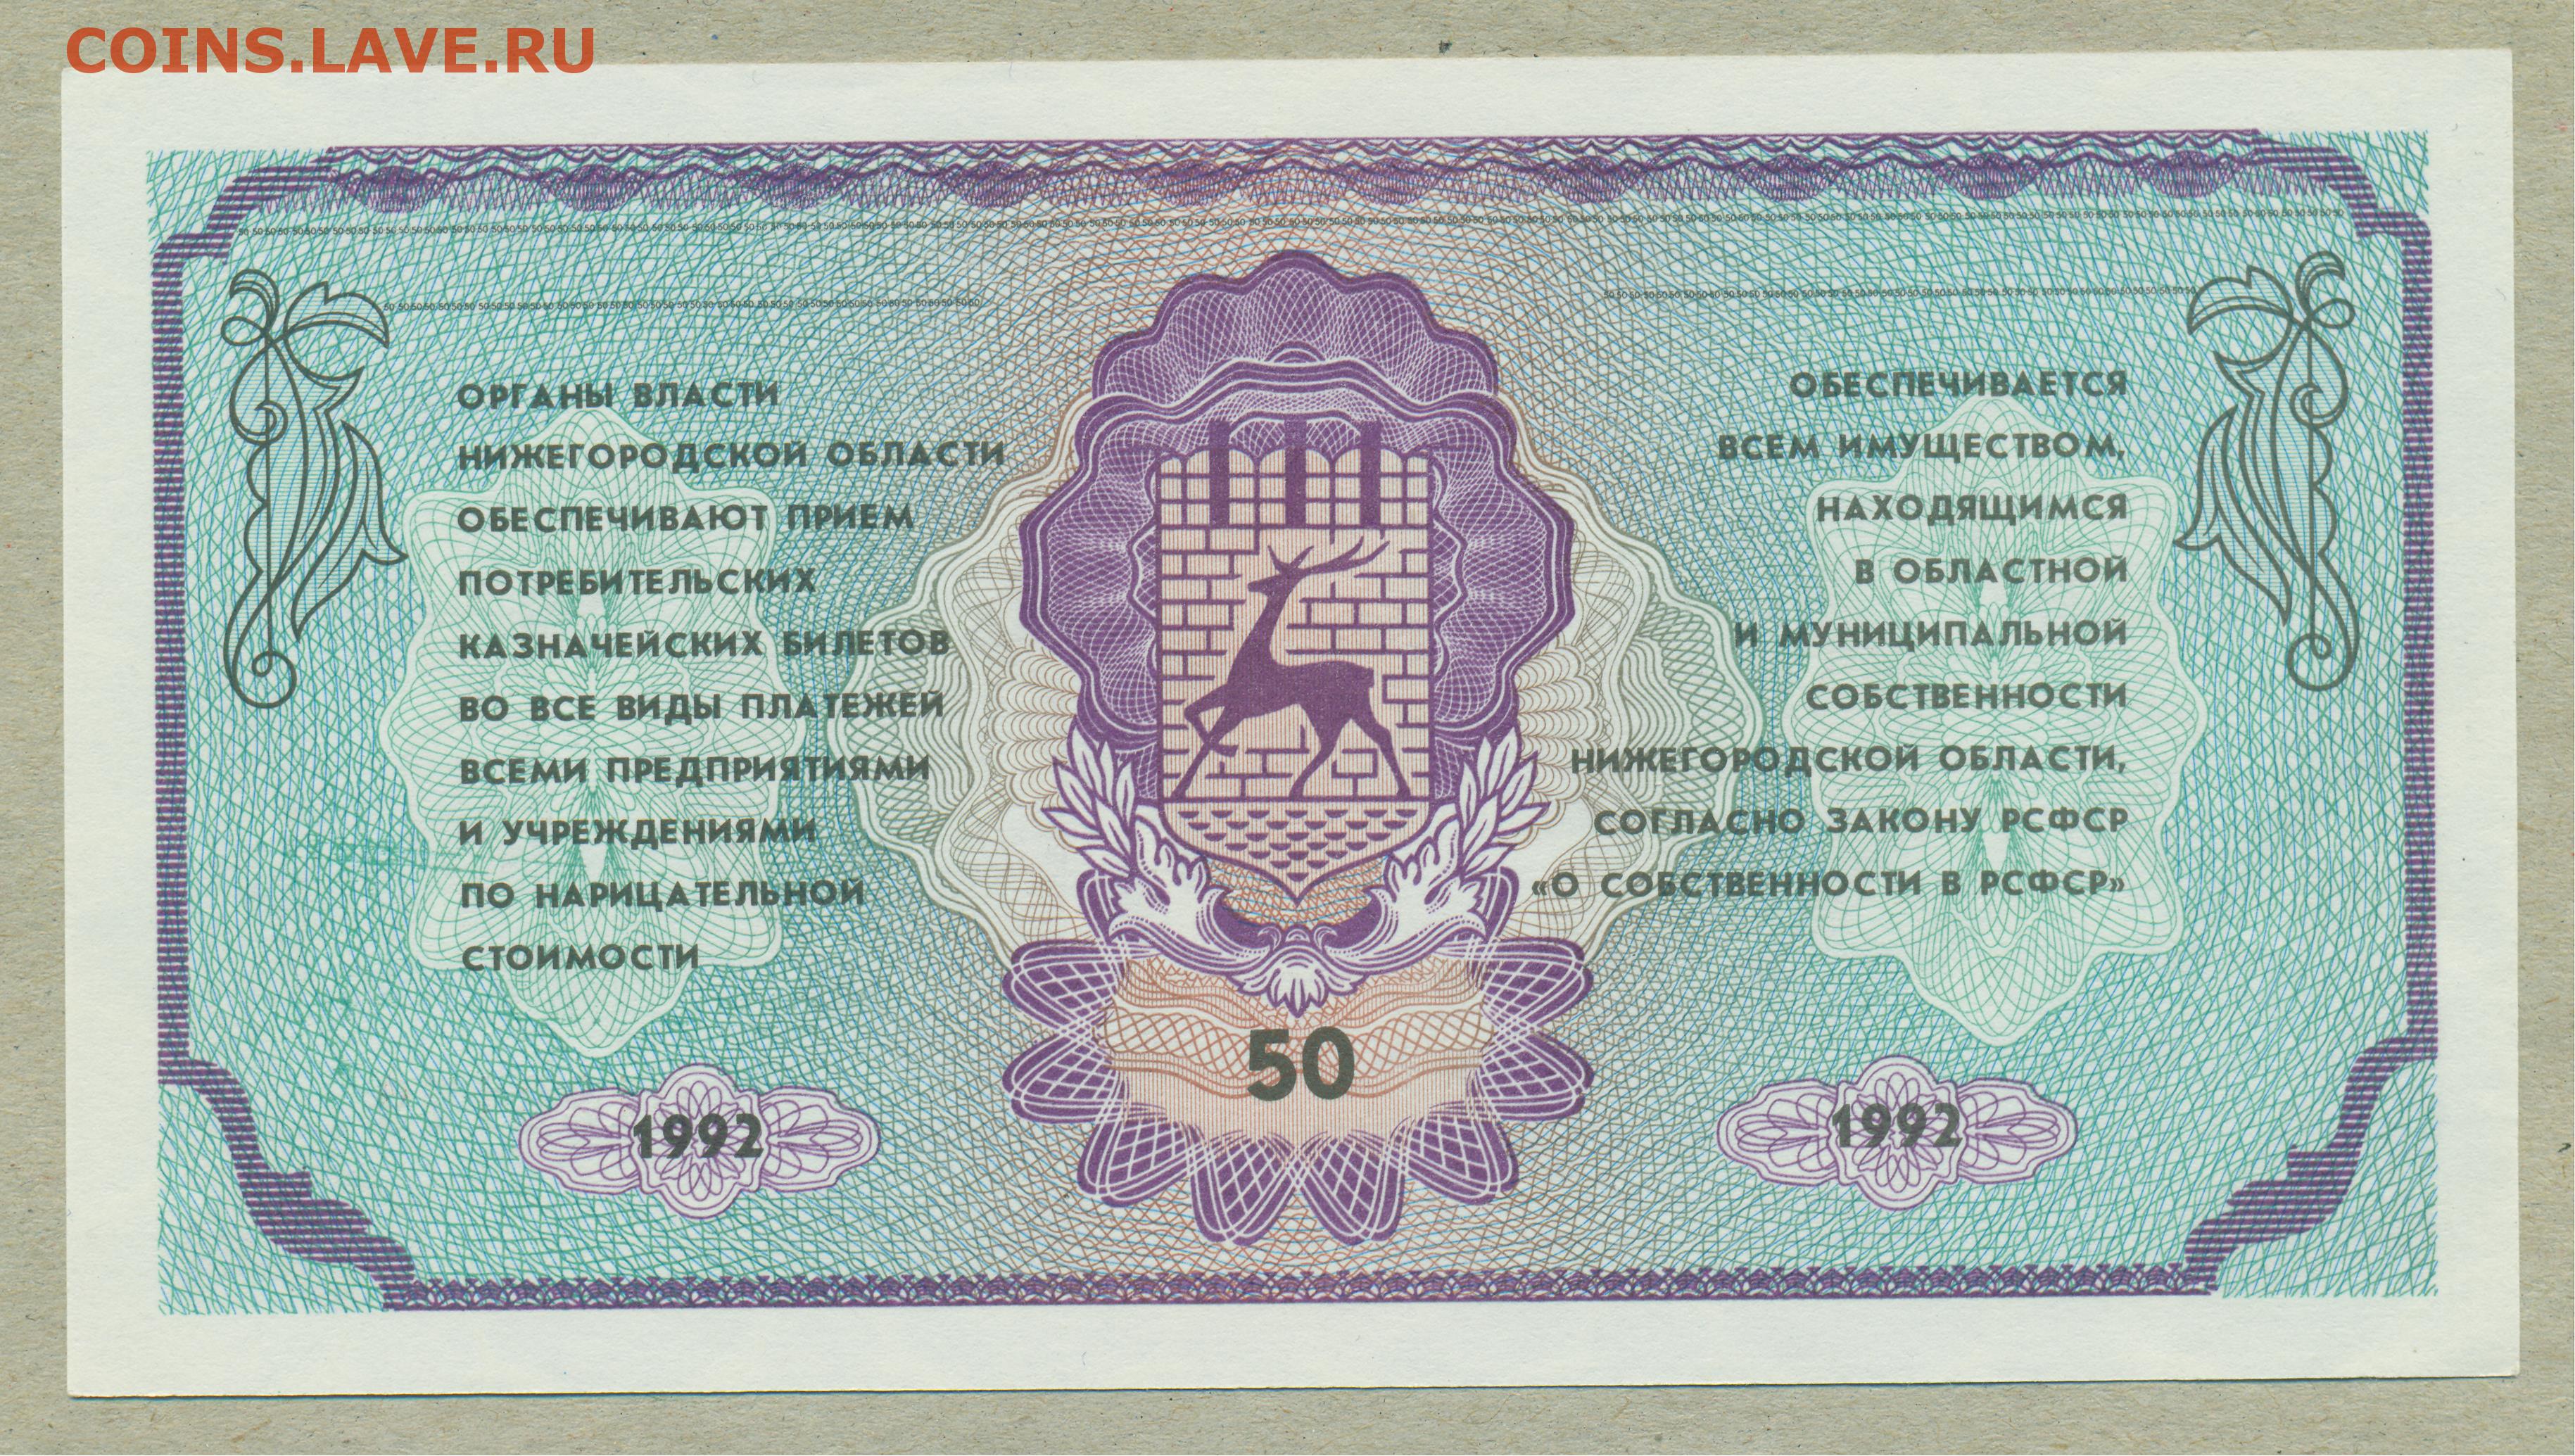 COINS.LAVE.RU
ОРГАНЫ ВЛАСТИ
НИЖЕГОРОДСКОЙ ОБЛАСТИ
ОБЕСПЕЧИВАЮТ ПРИЕМ
ПОТРЕБИТЕЛЬСКИХ
КАЗНАЧЕЙСКИХ БИЛЕТОВ
ВО ВСЕ ВИДЫ ПЛАТЕЖЕЙ
ВСЕМИ ПРЕДПРИЯТИЯМИ
И УЧРЕЖДЕНИЯМИ
ПО НАРИЦАТЕЛЬНОЙ
СТОИМОСТИ
ОБЕСПЕЧИВАЕТСЯ
ВСЕМ ИМУЩЕСТВОМ,
НАХОДЯЩИМСЯ
В ОБЛАСТНОЙ
И МУНИЦИПАЛЬНОЙ
СОБСТВЕННОСТИ
НИЖЕГОРОДСКОЙ ОБЛАСТИ,
СОГЛАСНО ЗАКОНУ РСФСР
«О СОБСТВЕННОСТИ В РСФСР»
50
1992
1992